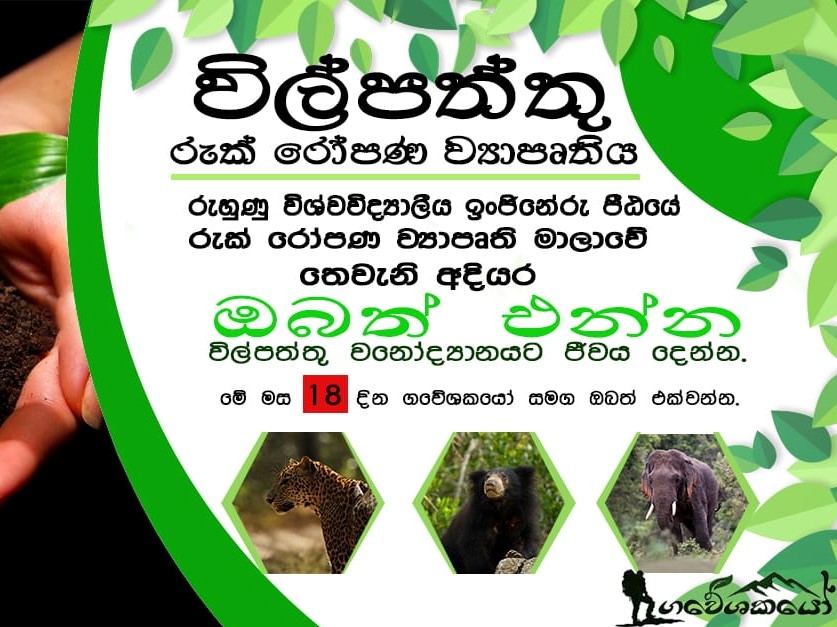 විල්පත්තු
රුක් රෝපණ ව්‍යාපෘතිය
රුහුණු විශ්වවිද්‍යාලීය ඉංජිනේරු පීඨයේ
රුක් රෝපණ ව්‍යාපෘති මාලාවේ
තෙවැනි අදියර
ඔබත් එන්න
විල්පත්තු වනෝද්‍යානයට ජීවය දෙන්න.
මේ මස 18 දින ගවේශකයෝ සමග ඔබත් එක්වන්න.
ගවේශකයෝ